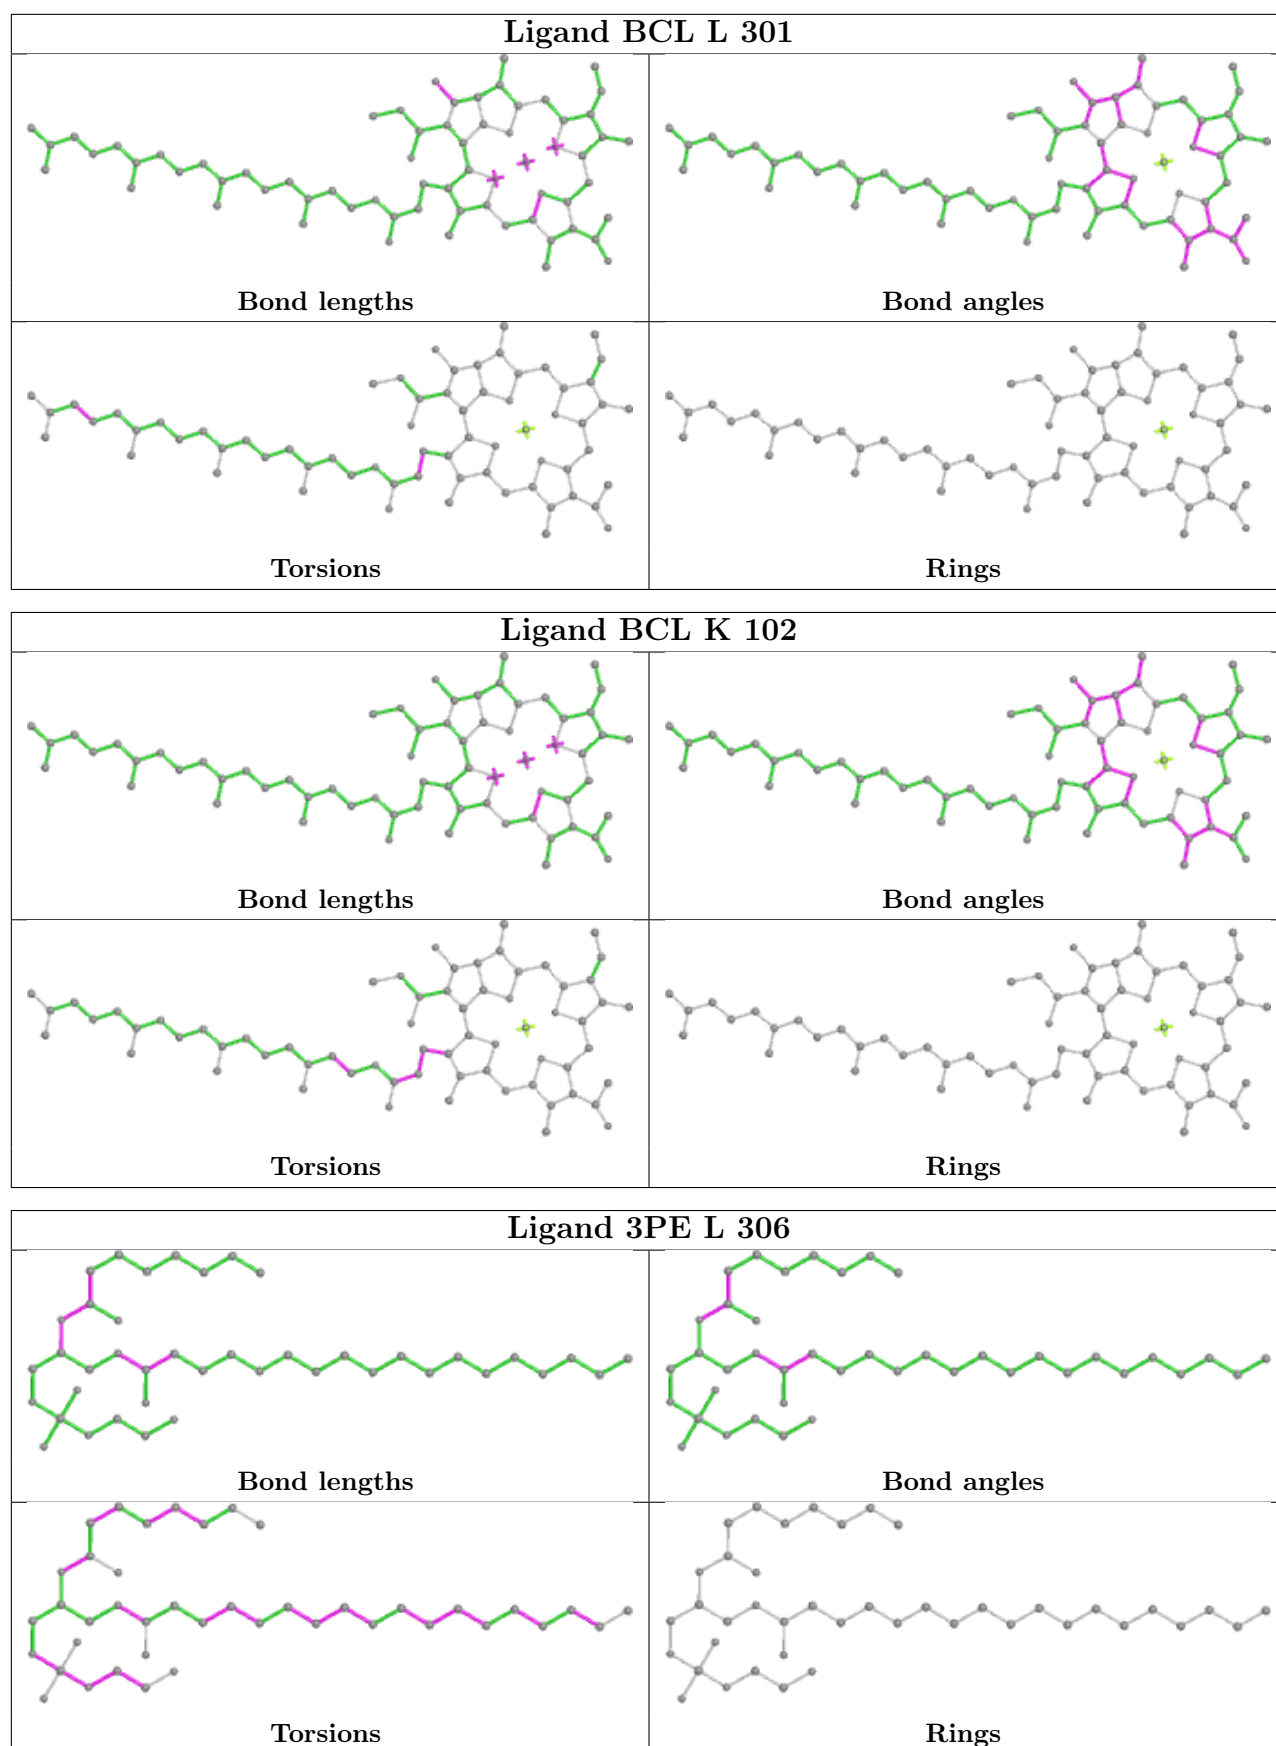 Ligand BCL L 301
Bond lengths
Bond angles
Torsions
Rings
Ligand BCL K 102
Bond lengths
Bond angles
Torsions
Rings
Ligand 3PE L 306
Bond lengths
Bond angles
Torsions
Rings